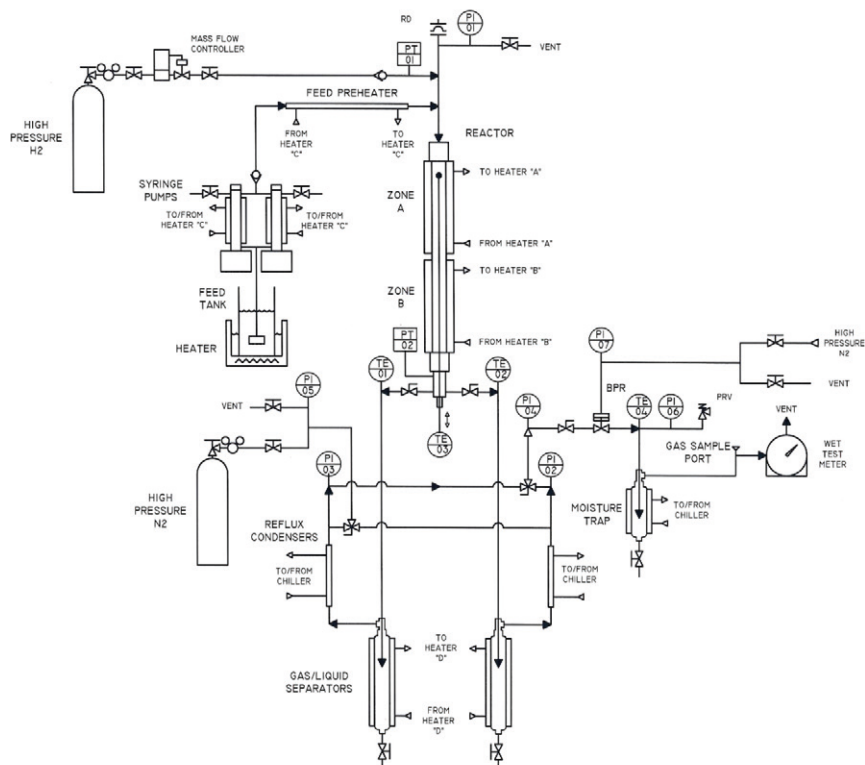 RD
PI
01
MASS FLOW
CONTROLLER
PT
01
VENT
FEED PREHEATER
HIGH
PRESSURE
H2
FROM
HEATER
"C"
TO
HEATER
"C"
REACTOR
TO HEATER "A"
SYRINGE
PUMPS
ZONE
A
TO/FROM
HEATER "C"
TO/FROM
HEATER "C"
FROM HEATER "A"
TO HEATER "B"
FEED
TANK
ZONE
B
HEATER
PT
02
FROM HEATER "B"
PI
07
HIGH
PRESSURE
N2
TE
01
TE
02
VENT
PI
05
BPR
VENT
PI
04
TE
04
PI
06
PRV
VENT
TE
03
GAS SAMPLE
PORT
WET
TEST
METER
PI
03
PI
02
HIGH
PRESSURE
N2
MOISTURE
TRAP
TO/FROM
CHILLER
REFLUX
CONDENSERS
TO/FROM
CHILLER
TO/FROM
CHILLER
TO
HEATER
"D"
GAS/LIQUID
SEPARATORS
FROM
HEATER
"D"